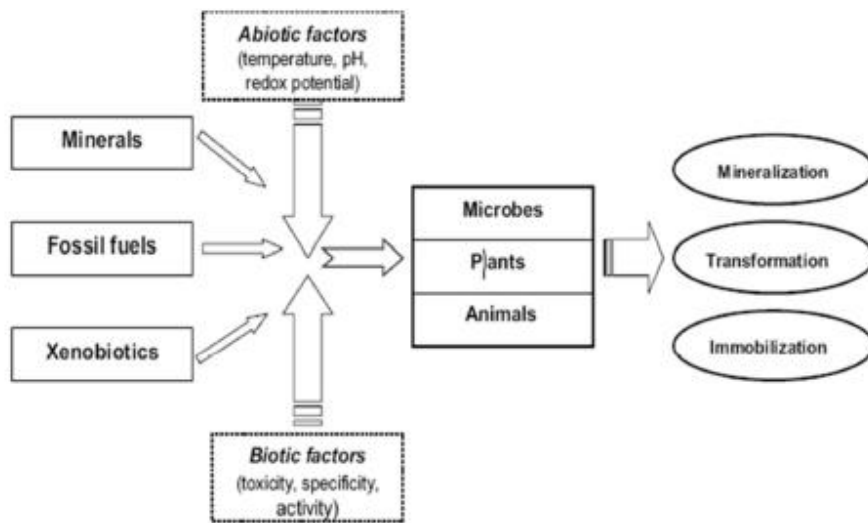 Abiotic factors
(temperature, pH,
redox potential)
Minerals
Fossil fuels
Xenobiotics
Biotic factors
(toxicity, specificity,
activity)
Microbes
Plants
Animals
Mineralization
Transformation
Immobilization